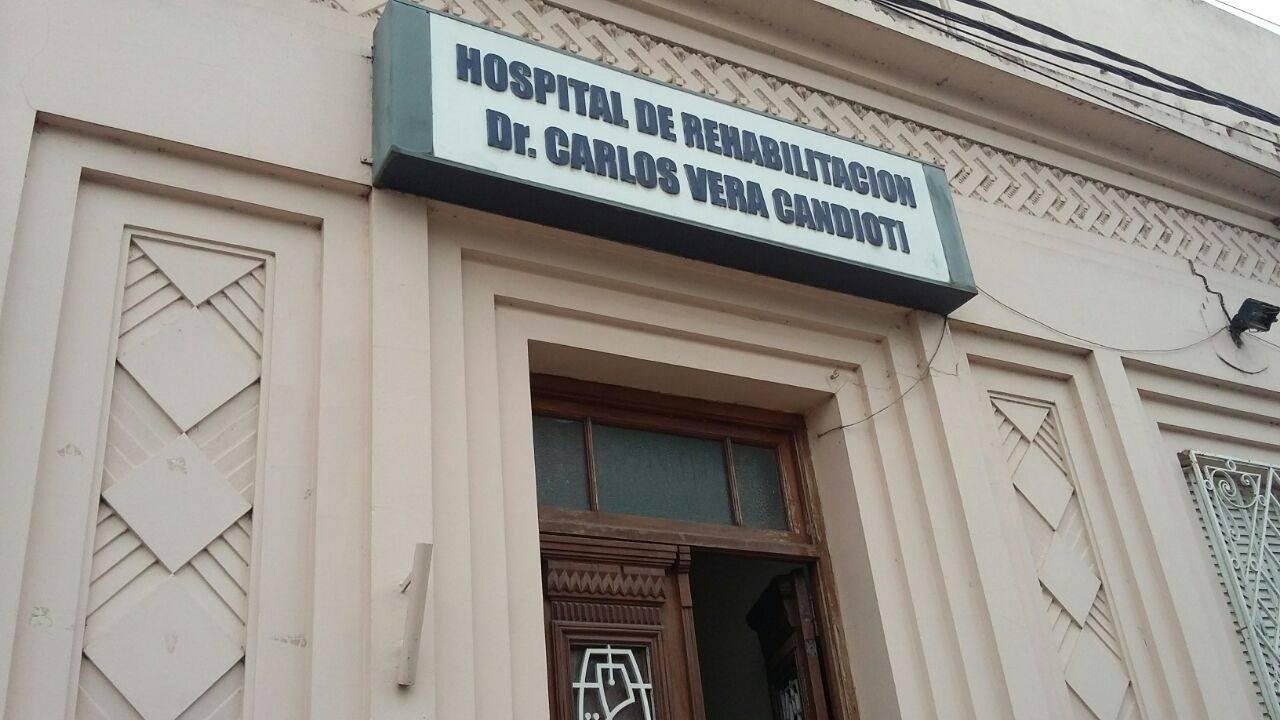 HOSPITAL DE REHABILITACION
Dr. CARLOS VERA CANDIOTI